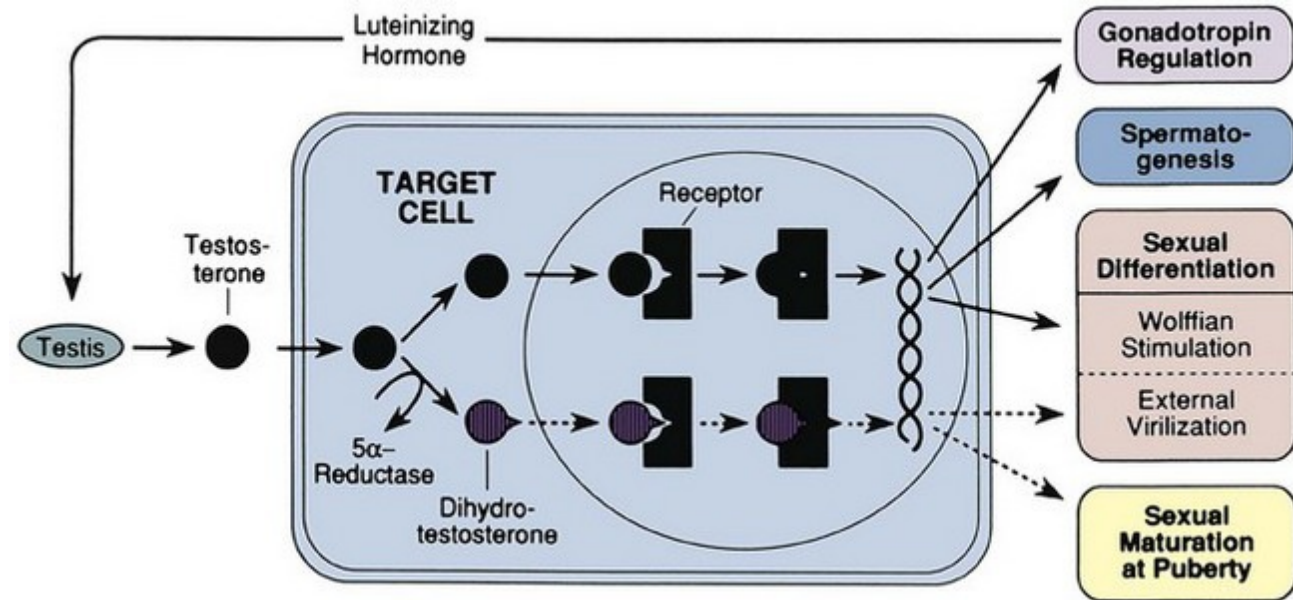 Luteinizing
Hormone
Gonadotropin
Regulation
Spermato-
genesis
TARGET
CELL
Receptor
Testos-
terone
Sexual
Differentiation
Wolffian
Stimulation
Testis
External
Virilization
5α–
Reductase
Dihydro-
testosterone
Sexual
Maturation
at Puberty